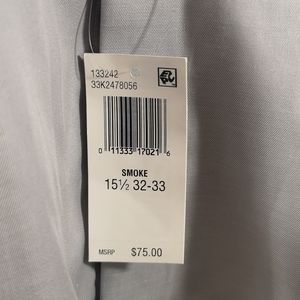 133242
33K2478056
0 11333 17021 6
SMOKE
15½ 32-33
MSRP $75.00